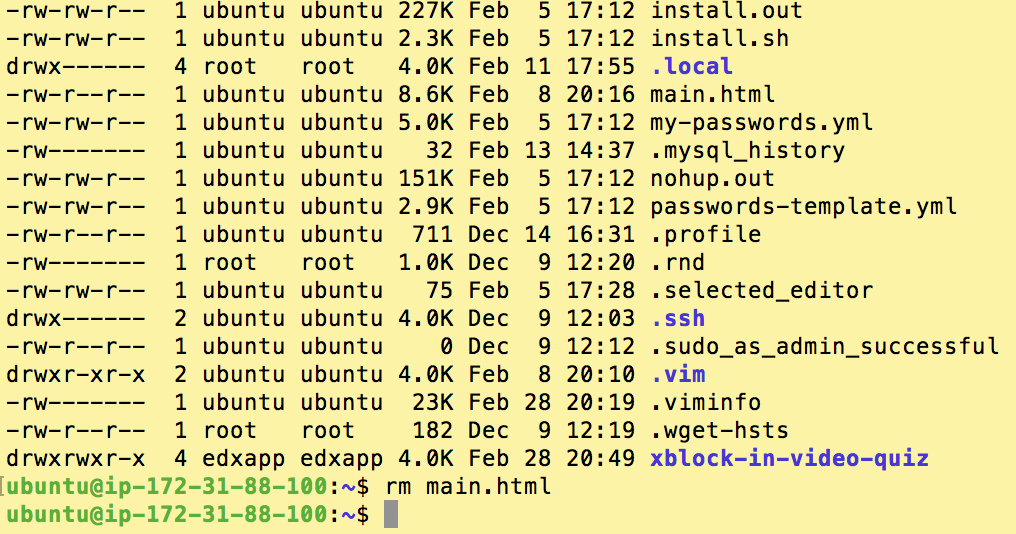 -rw-rw-r-- 1 ubuntu ubuntu 227K Feb 5 17:12 install.out
-rw-rw-r-- 1 ubuntu ubuntu 2.3K Feb 5 17:12 install.sh
drwx------ 4 root root 4.0K Feb 11 17:55 .local
-rw-r--r-- 1 ubuntu ubuntu 8.6K Feb 8 20:16 main.html
-rw-rw-r-- 1 ubuntu ubuntu 5.0K Feb 5 17:12 my-passwords.yml
-rw------- 1 ubuntu ubuntu 32 Feb 13 14:37 .mysql_history
-rw-rw-r-- 1 ubuntu ubuntu 151K Feb 5 17:12 nohup.out
-rw-rw-r-- 1 ubuntu ubuntu 2.9K Feb 5 17:12 passwords-template.yml
-rw-r--r-- 1 ubuntu ubuntu 711 Dec 14 16:31 .profile
-rw------- 1 root root 1.0K Dec 9 12:20 .rnd
-rw-rw-r-- 1 ubuntu ubuntu 75 Feb 5 17:28 .selected_editor
drwx------ 2 ubuntu ubuntu 4.0K Dec 9 12:03 .ssh
-rw-r--r-- 1 ubuntu ubuntu 0 Dec 9 12:12 .sudo_as_admin_successful
drwxr-xr-x 2 ubuntu ubuntu 4.0K Feb 8 20:10 .vim
-rw------- 1 ubuntu ubuntu 23K Feb 28 20:19 .viminfo
-rw-r--r-- 1 root root 182 Dec 9 12:19 .wget-hsts
drwxrwxr-x 4 edxapp edxapp 4.0K Feb 28 20:49 xblock-in-video-quiz
[ubuntu@ip-172-31-88-100:~$ rm main.html
ubuntu@ip-172-31-88-100:~$